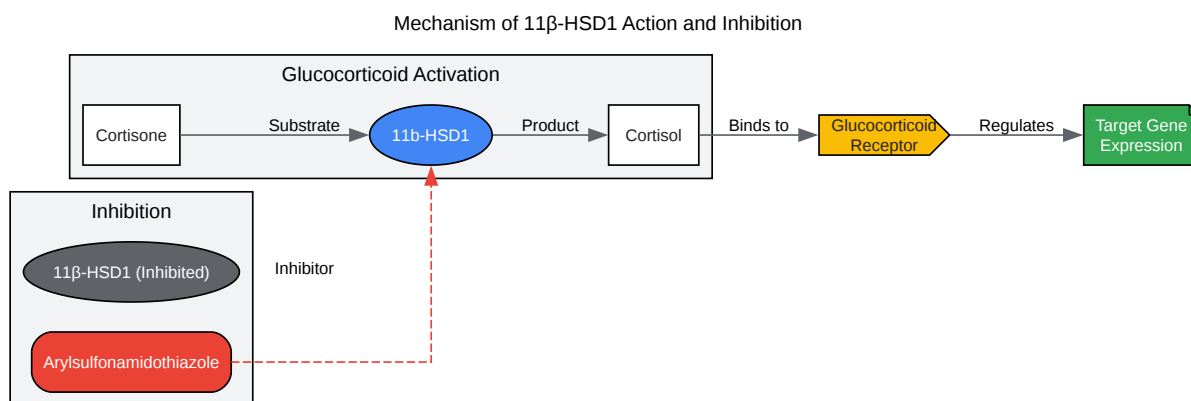 Mechanism of 11β-HSD1 Action and Inhibition
Glucocorticoid Activation
Cortisone
Substrate
11b-HSD1
Product
Cortisol
Binds to
Glucocorticoid
Receptor
Regulates
Target Gene
Expression
Inhibition
11β-HSD1 (Inhibited)
Inhibitor
Arylsulfonamidothiazole